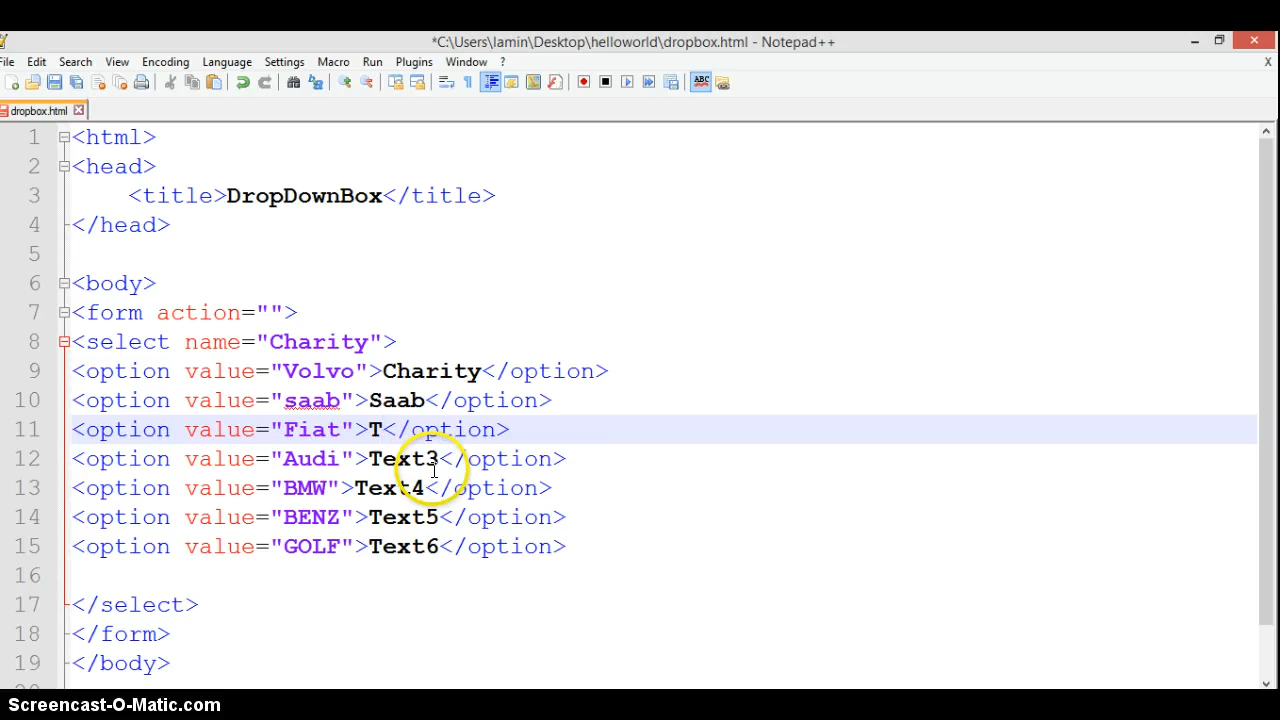 *C:\Users\lamin\Desktop\helloworld\dropbox.html - Notepad++
File Edit Search View Encoding Language Settings Macro Run Plugins Window ? X
dropbox.html
1 <html>
2 <head>
3 <title>DropDownBox</title>
4 </head>
5
6 <body>
7 <form action="">
8 <select name="Charity">
9 <option value="Volvo">Charity</option>
10 <option value="saab">Saab</option>
11 <option value="Fiat">T</option>
12 <option value="Audi">Text3</option>
13 <option value="BMW">Text4</option>
14 <option value="BENZ">Text5</option>
15 <option value="GOLF">Text6</option>
16
17 </select>
18 </form>
19 </body>
Screencast-O-Matic.com